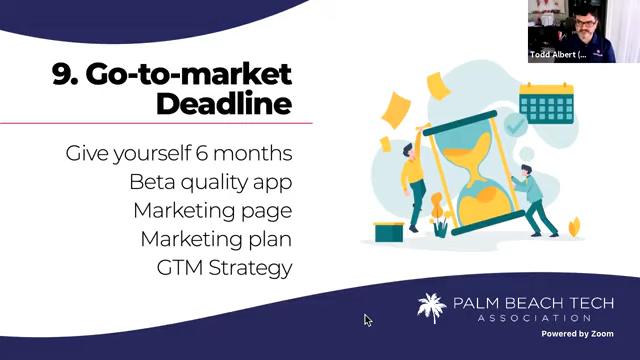 Todd Albert (...
9. Go-to-market
Deadline
Give yourself 6 months
Beta quality app
Marketing page
Marketing plan
GTM Strategy
PALM BEACH TECH
ASSOCIATION
Powered by Zoom